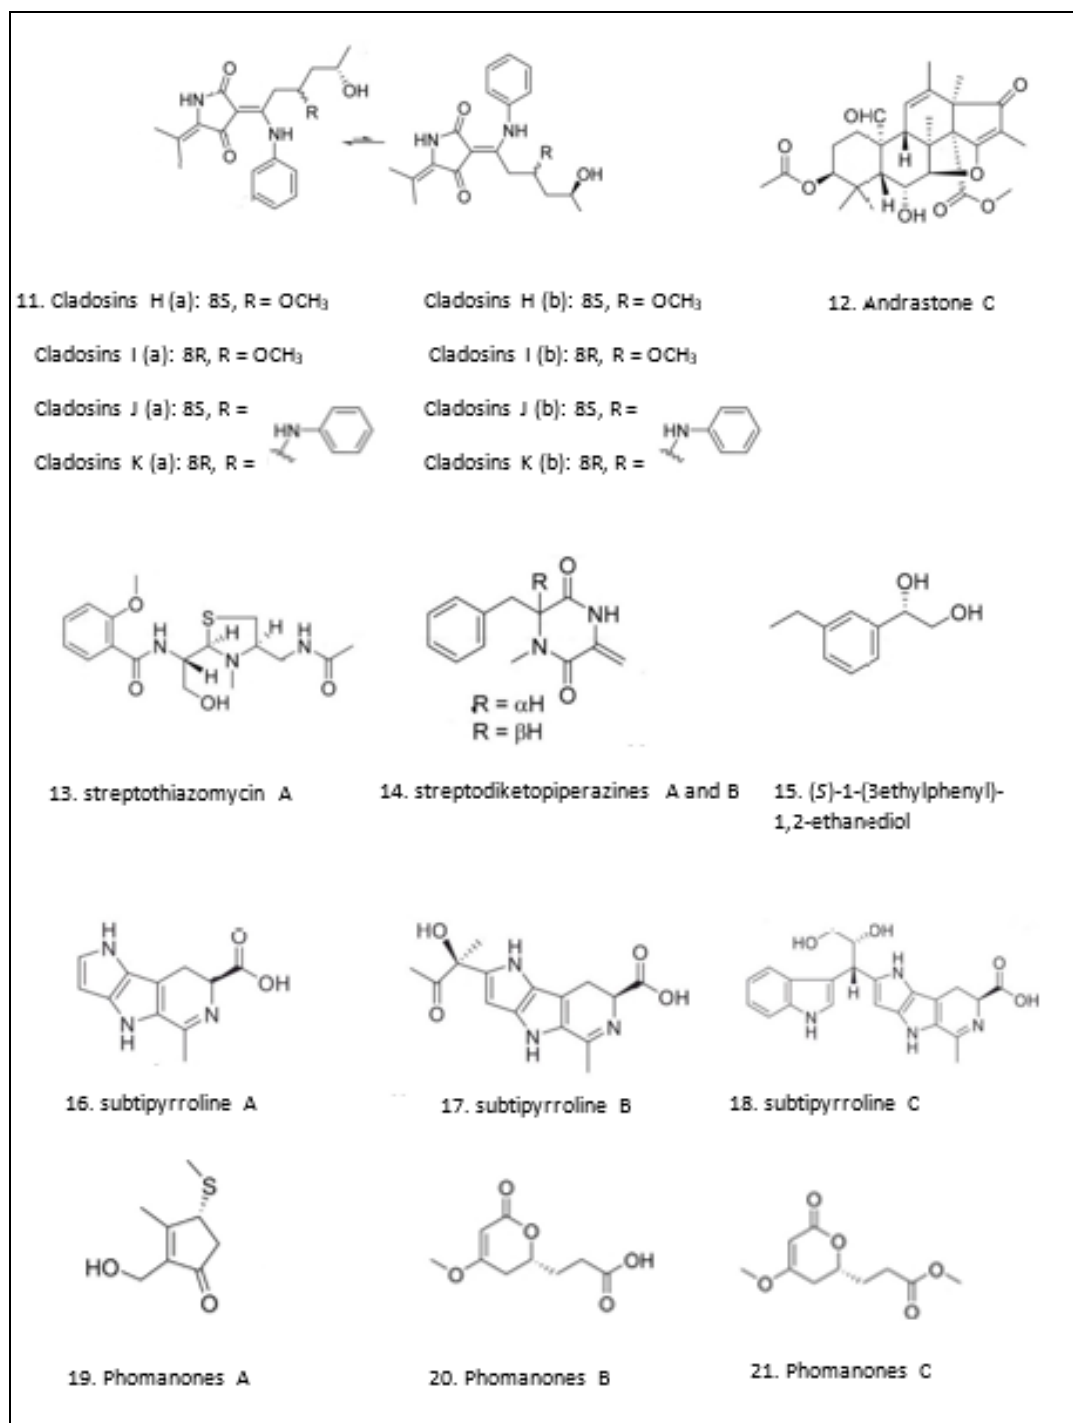 O
HN
R
OH
NH
O
O
HN
NH
R
O
OH
OHC
O
H
O
O
H
OH
O
O
11. Cladosins H (a): 8S, R = OCH₃
Cladosins H (b): 8S, R = OCH₃
12. Andrastone C
Cladosins I (a): 8R, R = OCH₃
Cladosins I (b): 8R, R = OCH₃
Cladosins J (a): 8S, R =
Cladosins J (b): 8S, R =
HN
HN
Cladosins K (a): 8R, R =
Cladosins K (b): 8R, R =
O
S
H
H
H
N
N
H
N
H
O
OH
O
R
O
NH
N
O
R = αH
R = βH
OH
OH
13. streptothiazomycin A
14. streptodiketopiperazines A and B
15. (S)-1-(3ethylphenyl)-
1,2-ethanediol
H
N
O
OH
N
N
H
HO
O
H
N
O
OH
N
N
H
HO
OH
H
N
H
O
OH
N
H
N
N
H
16. subtipyrroline A
17. subtipyrroline B
18. subtipyrroline C
S
HO
O
O
O
O
OH
O
O
O
O
O
O
19. Phomanones A
20. Phomanones B
21. Phomanones C